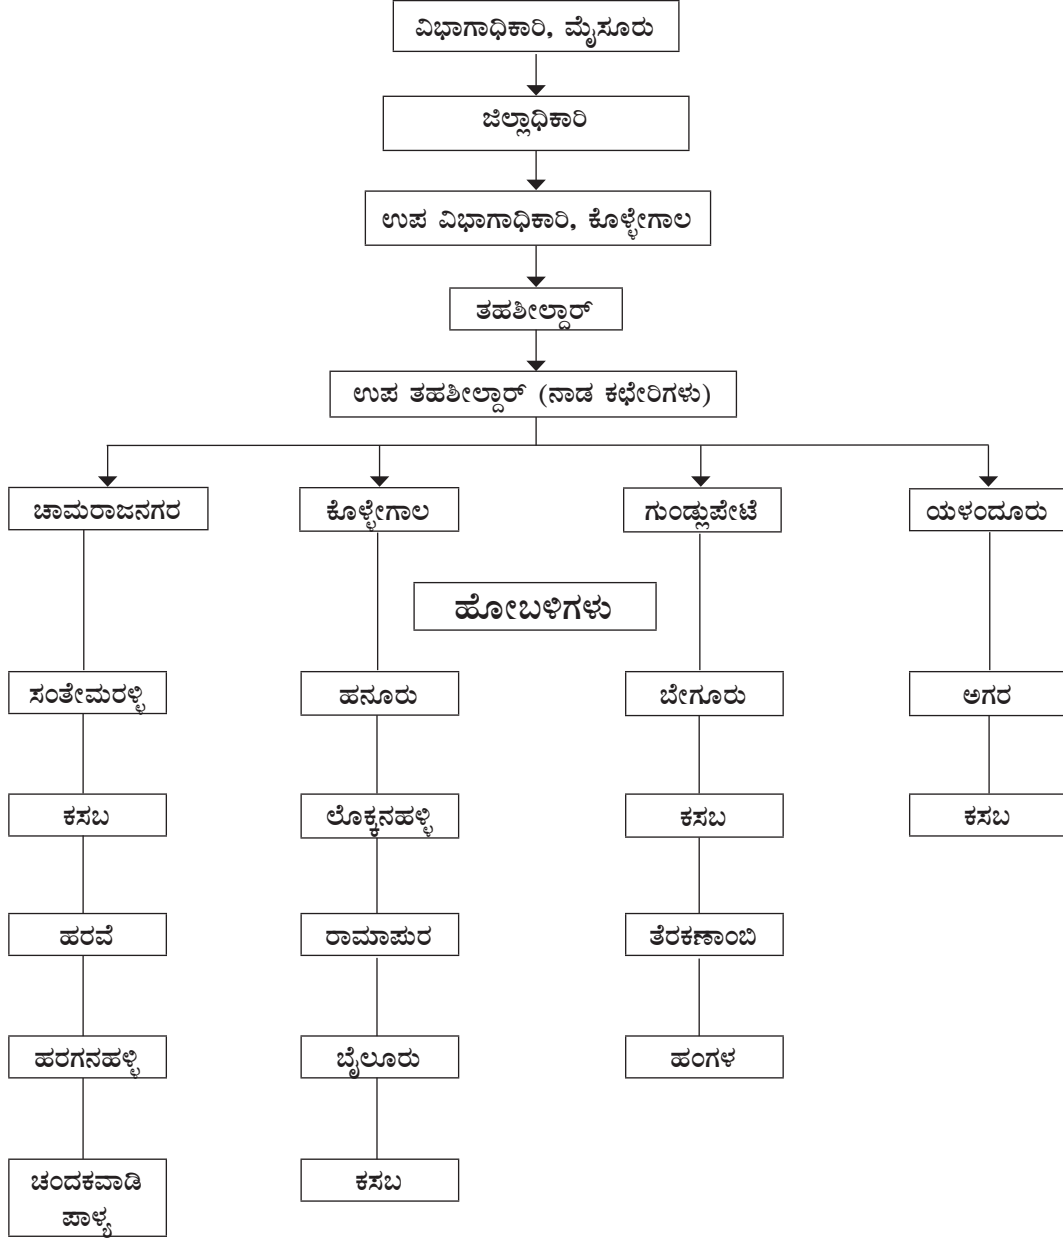 ವಿಭಾಗಾಧಿಕಾರಿ, ಮೈಸೂರು
ಜಿಲ್ಲಾಧಿಕಾರಿ
ಉಪ ವಿಭಾಗಾಧಿಕಾರಿ, ಕೊಳ್ಳೇಗಾಲ
ತಹಶೀಲ್ದಾರ್
ಉಪ ತಹಶೀಲ್ದಾರ್ (ನಾಡ ಕಛೇರಿಗಳು)
ಚಾಮರಾಜನಗರ
ಕೊಳ್ಳೇಗಾಲ
ಗುಂಡ್ಲುಪೇಟೆ
ಯಳಂದೂರು
ಹೋಬಳಿಗಳು
ಸಂತೇಮರಳ್ಳಿ
ಹನೂರು
ಬೇಗೂರು
ಅಗರ
ಕಸಬ
ಲೊಕ್ಕನಹಳ್ಳಿ
ಕಸಬ
ಕಸಬ
ಹರವೆ
ರಾಮಾಪುರ
ತೆರಕಣಾಂಬಿ
ಹರಗನಹಳ್ಳಿ
ಬೈಲೂರು
ಹಂಗಳ
ಚಂದಕವಾಡಿ
ಪಾಳ್ಯ
ಕಸಬ